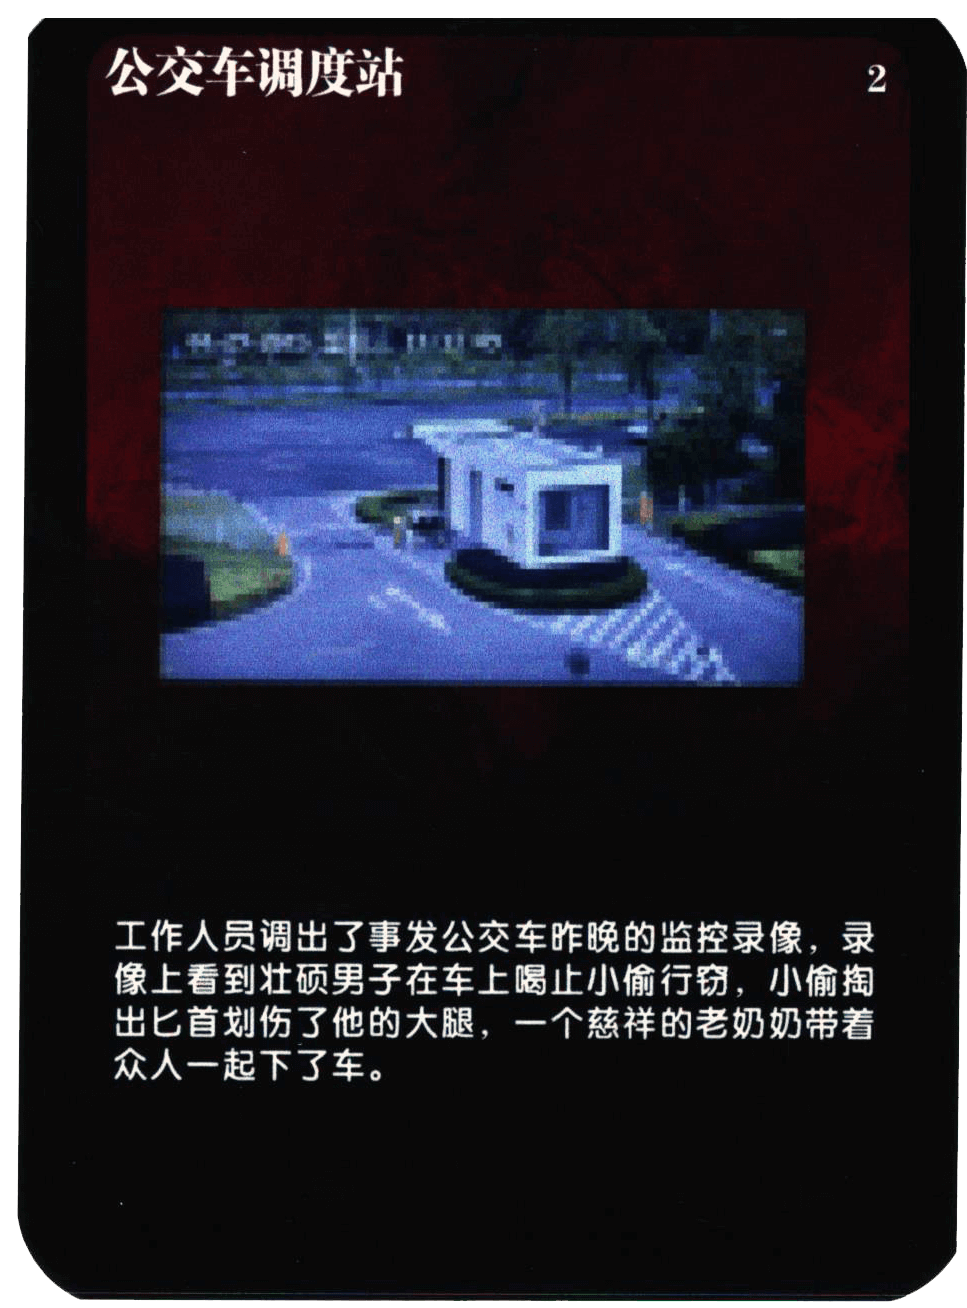 公交车调度站
2
工作人员调出了事发公交车昨晚的监控录像，录
像上看到壮硕男子在车上喝止小偷行窃，小偷掏
出匕首划伤了他的大腿，一个慈祥的老奶奶带着
众人一起下了车。